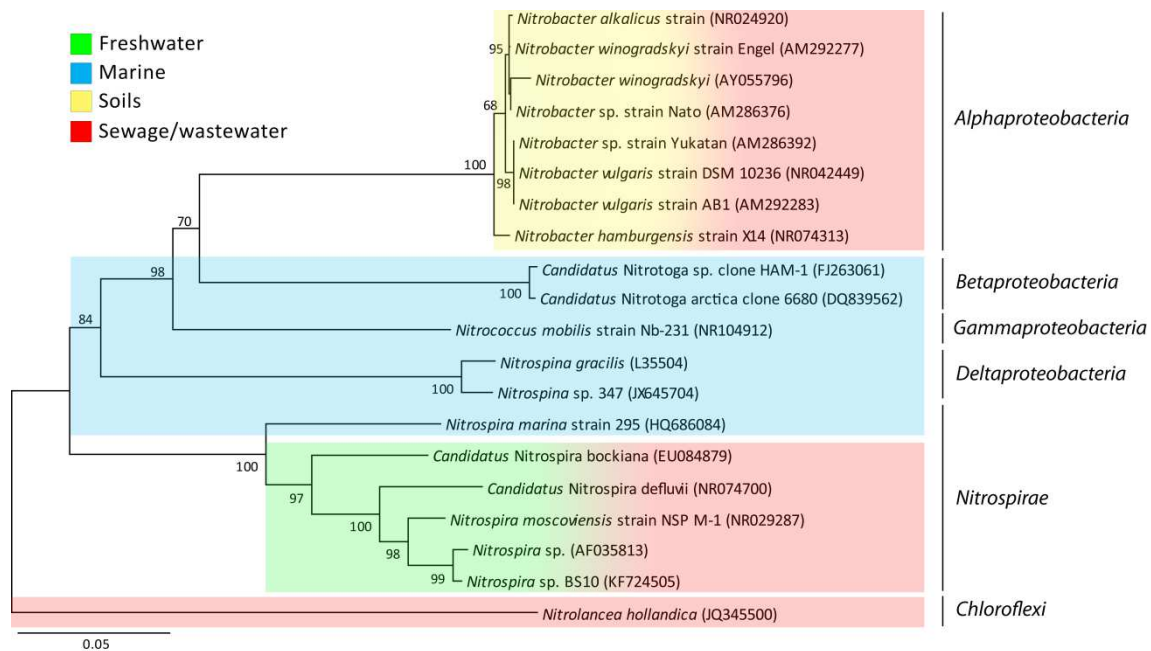 Freshwater
Marine
Soils
Sewage/wastewater
Nitrobacter alkalicus strain (NR024920)
95
Nitrobacter winogradskyi strain Engel (AM292277)
Nitrobacter winogradskyi (AY055796)
68
Nitrobacter sp. strain Nato (AM286376)
Alphaproteobacteria
Nitrobacter sp. strain Yukatan (AM286392)
100
98
Nitrobacter vulgaris strain DSM 10236 (NR042449)
Nitrobacter vulgaris strain AB1 (AM292283)
70
Nitrobacter hamburgensis strain X14 (NR074313)
98
Candidatus Nitrotoga sp. clone HAM-1 (FJ263061)
Betaproteobacteria
100
Candidatus Nitrotoga arctica clone 6680 (DQ839562)
84
Nitrococcus mobilis strain Nb-231 (NR104912)
Gammaproteobacteria
Nitrospina gracilis (L35504)
Deltaproteobacteria
100
Nitrospina sp. 347 (JX645704)
Nitrospira marina strain 295 (HQ686084)
100
Candidatus Nitrospira bockiana (EU084879)
97
Candidatus Nitrospira defluvii (NR074700)
Nitrospirae
100
Nitrospira moscoviensis strain NSP M-1 (NR029287)
98
Nitrospira sp. (AF035813)
99
Nitrospira sp. BS10 (KF724505)
Nitrolancea hollandica (JQ345500)
Chloroflexi
0.05